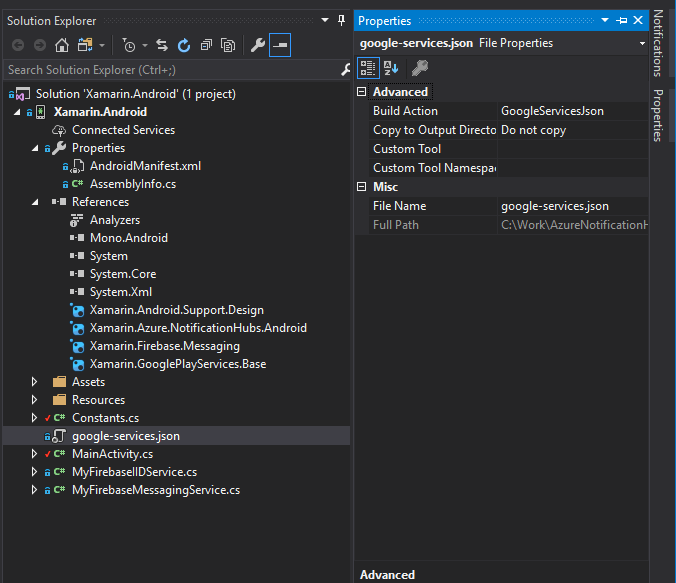 Solution Explorer
Search Solution Explorer (Ctrl+;)
Solution 'Xamarin.Android' (1 project)
Xamarin.Android
Connected Services
Properties
AndroidManifest.xml
C# AssemblyInfo.cs
References
Analyzers
Mono.Android
System
System.Core
System.Xml
Xamarin.Android.Support.Design
Xamarin.Azure.NotificationHubs.Android
Xamarin.Firebase.Messaging
Xamarin.GooglePlayServices.Base
Assets
Resources
C# Constants.cs
google-services.json
C# MainActivity.cs
C# MyFirebaseIIDService.cs
C# MyFirebaseMessagingService.cs
Properties
google-services.json File Properties
Advanced
Build Action GoogleServicesJson
Copy to Output Directo Do not copy
Custom Tool
Custom Tool Namespac
Misc
File Name google-services.json
Full Path C:\Work\AzureNotificationH
Advanced
Notifications
Properties